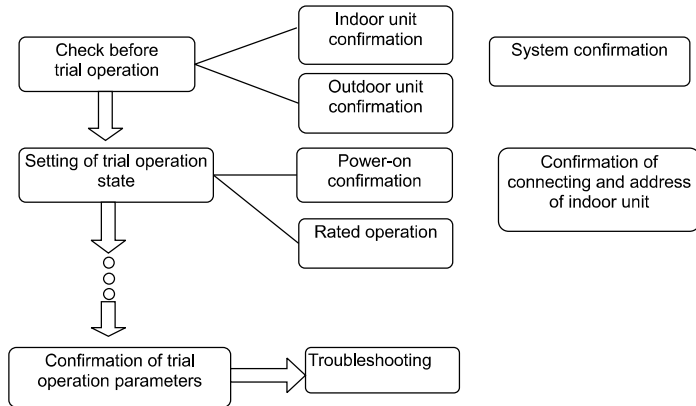 Check before
trial operation
Indoor unit
confirmation
System confirmation
Outdoor unit
confirmation
Setting of trial operation
state
Power-on
confirmation
Confirmation of
connecting and address
of indoor unit
Rated operation
Confirmation of trial
operation parameters
Troubleshooting